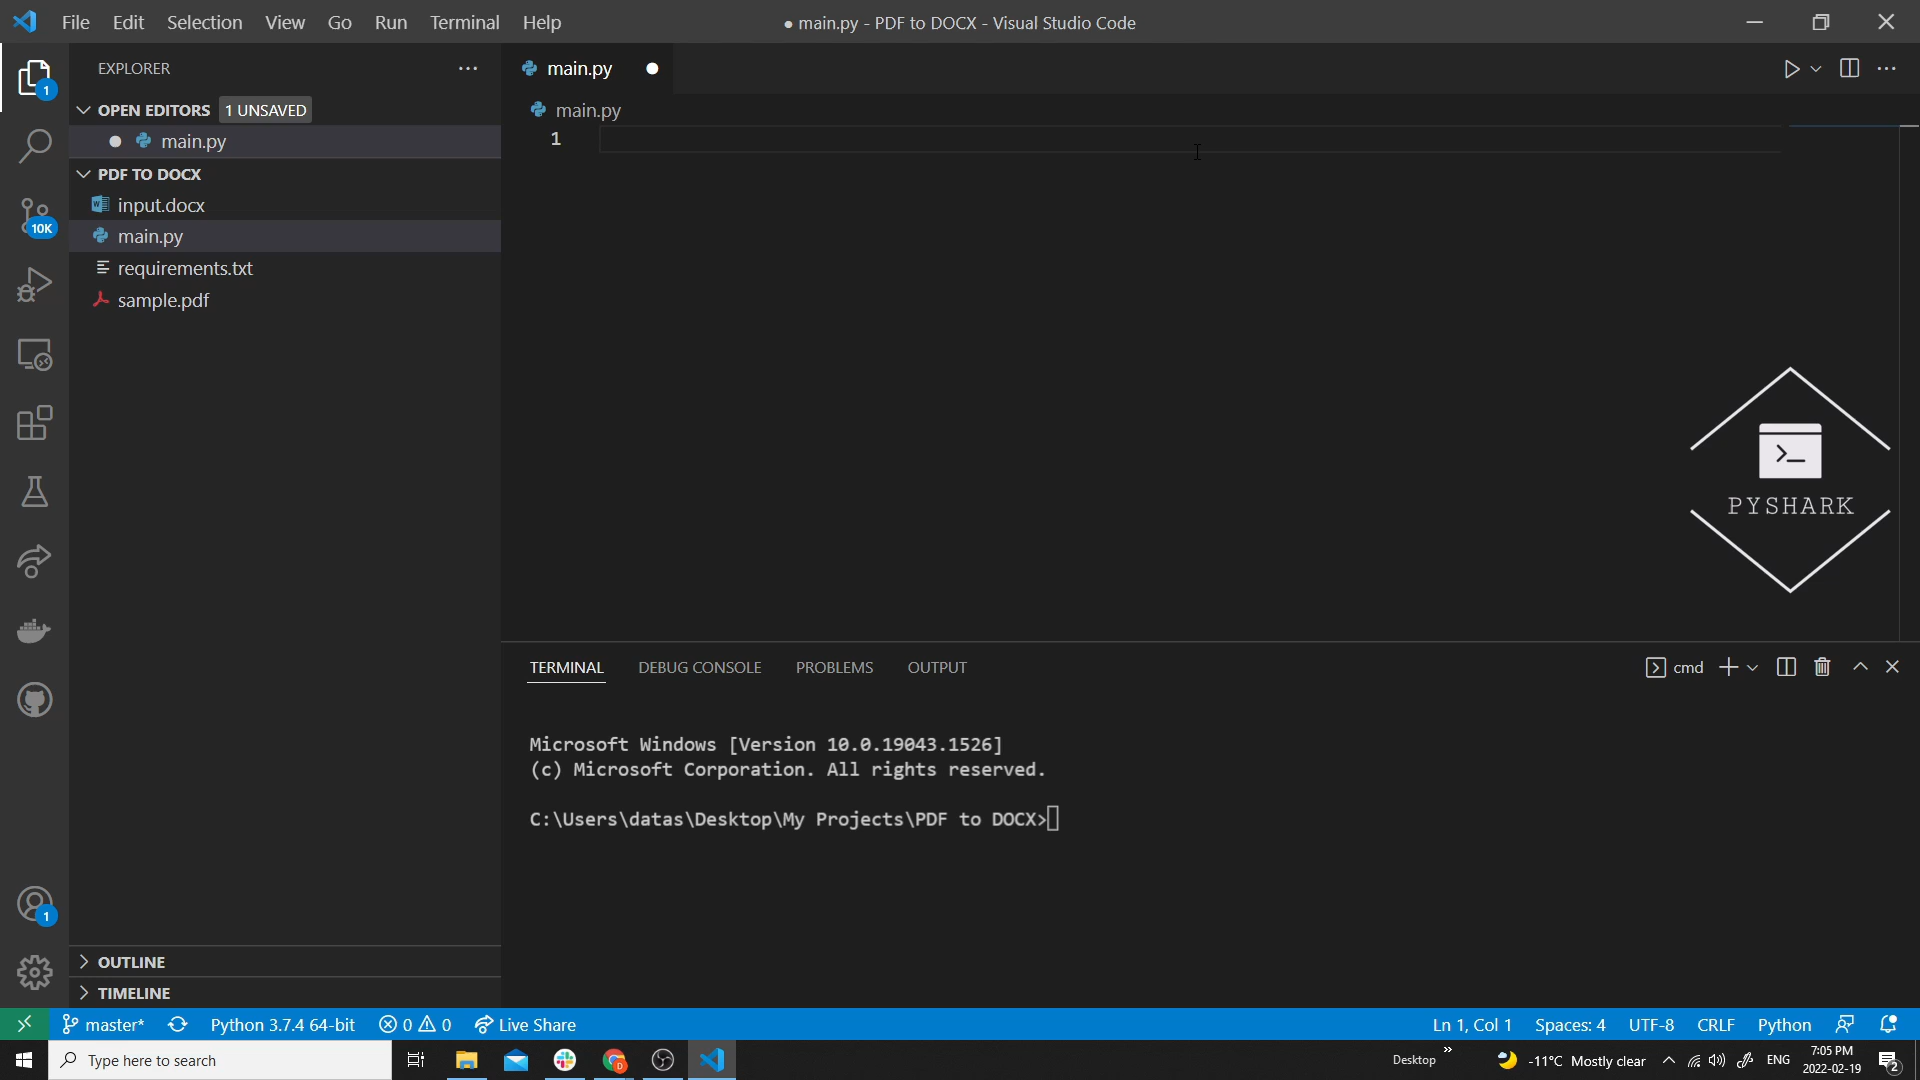 File Edit Selection View Go Run Terminal Help
● main.py - PDF to DOCX - Visual Studio Code
EXPLORER
OPEN EDITORS 1 UNSAVED
main.py
PDF TO DOCX
input.docx
main.py
requirements.txt
sample.pdf
OUTLINE
TIMELINE
1
10K
1
main.py
main.py
1
PYSHARK
TERMINAL DEBUG CONSOLE PROBLEMS OUTPUT
cmd
Microsoft Windows [Version 10.0.19043.1526]
(c) Microsoft Corporation. All rights reserved.
C:\Users\datas\Desktop\My Projects\PDF to DOCX>
master* Python 3.7.4 64-bit 0 0 Live Share
Ln 1, Col 1 Spaces: 4 UTF-8 CRLF Python
Type here to search
Desktop » -11°C Mostly clear ENG
7:05 PM
2022-02-19
2